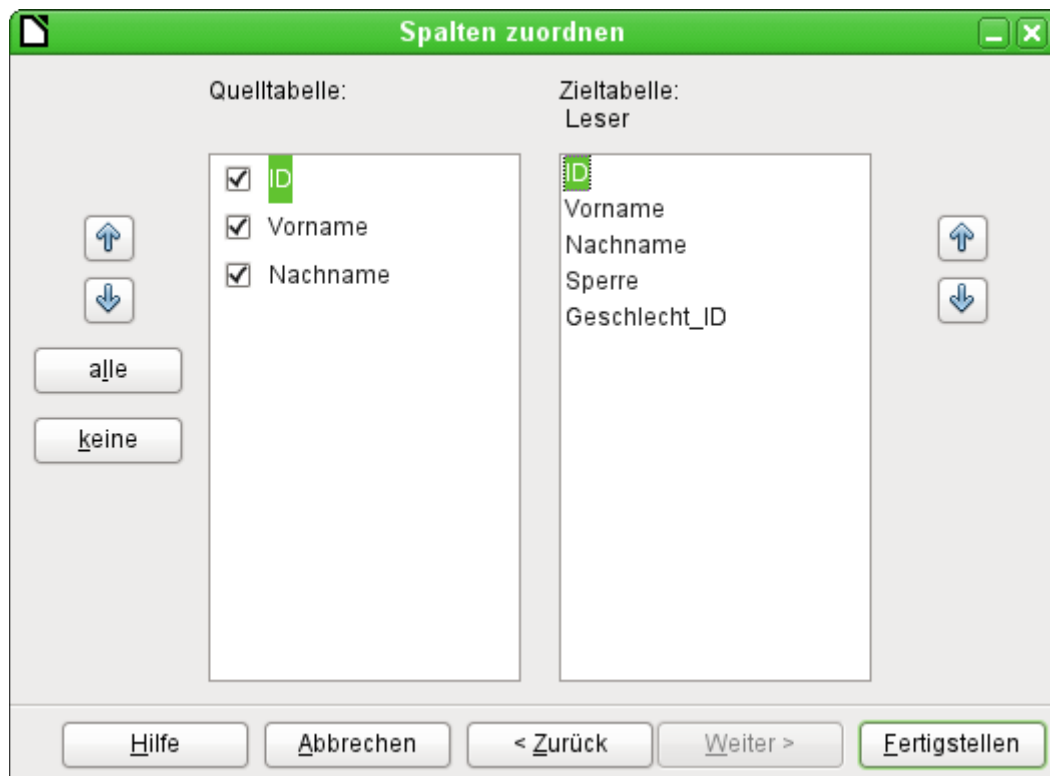 Spalten zuordnen
Quelltabelle:
Zieltabelle:
Leser
ID
Vorname
Nachname
ID
Vorname
Nachname
Sperre
Geschlecht_ID
alle
keine
Hilfe
Abbrechen
< Zurück
Weiter >
Fertigstellen